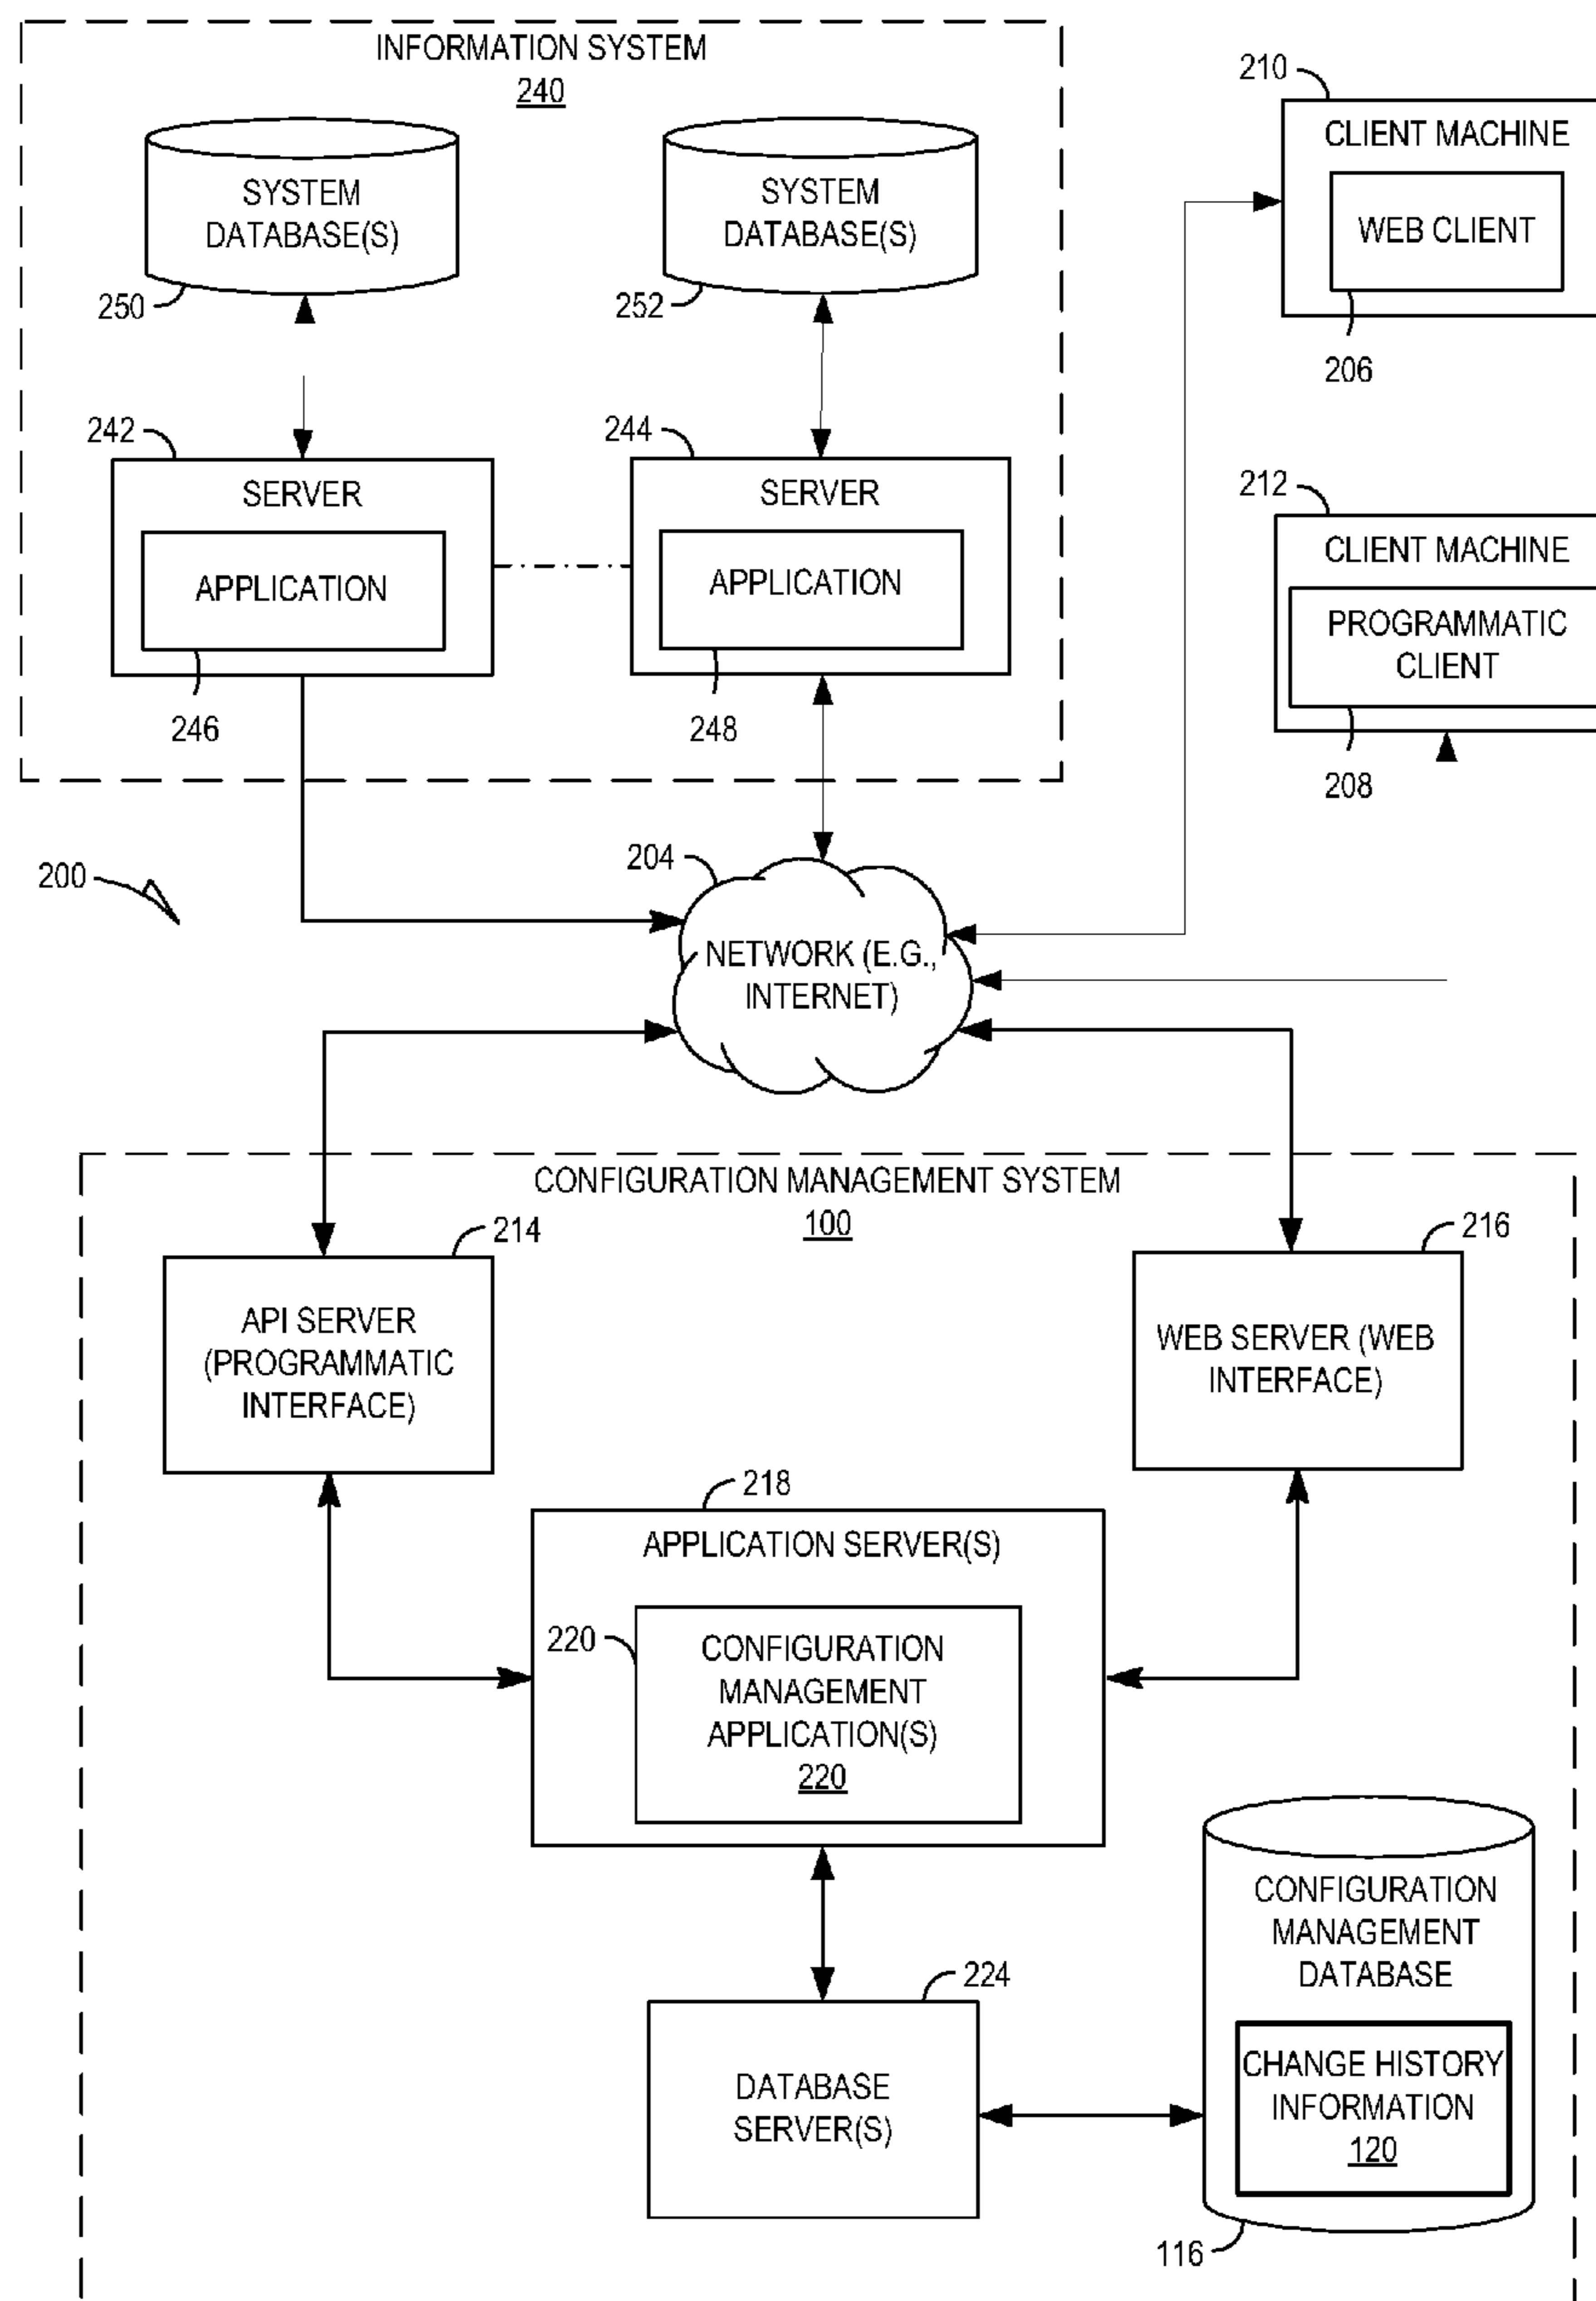 INFORMATION SYSTEM
240
SYSTEM
DATABASE(S)
250
SYSTEM
DATABASE(S)
252
210
CLIENT MACHINE
WEB CLIENT
206
242
SERVER
APPLICATION
246
244
SERVER
APPLICATION
248
212
CLIENT MACHINE
PROGRAMMATIC
CLIENT
208
200
204
NETWORK (E.G.,
INTERNET)
CONFIGURATION MANAGEMENT SYSTEM
100
214
API SERVER
(PROGRAMMATIC
INTERFACE)
216
WEB SERVER (WEB
INTERFACE)
218
APPLICATION SERVER(S)
220
CONFIGURATION
MANAGEMENT
APPLICATION(S)
220
224
DATABASE
SERVER(S)
CONFIGURATION
MANAGEMENT
DATABASE
CHANGE HISTORY
INFORMATION
120
116